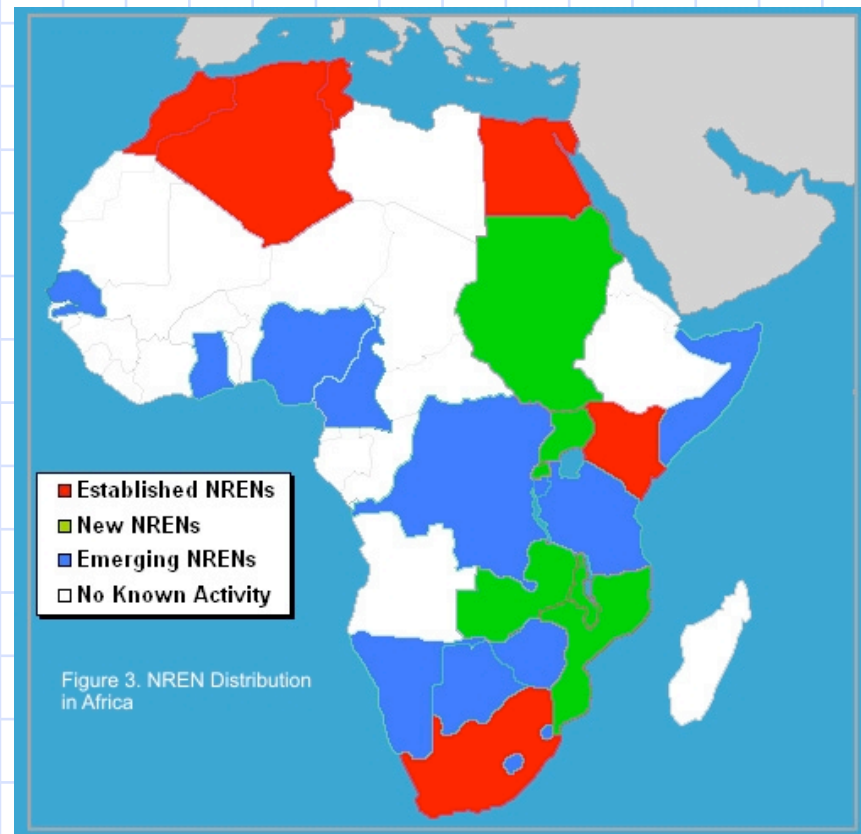 Established NRENs
New NRENs
Emerging NRENs
No Known Activity
Figure 3. NREN Distribution
in Africa